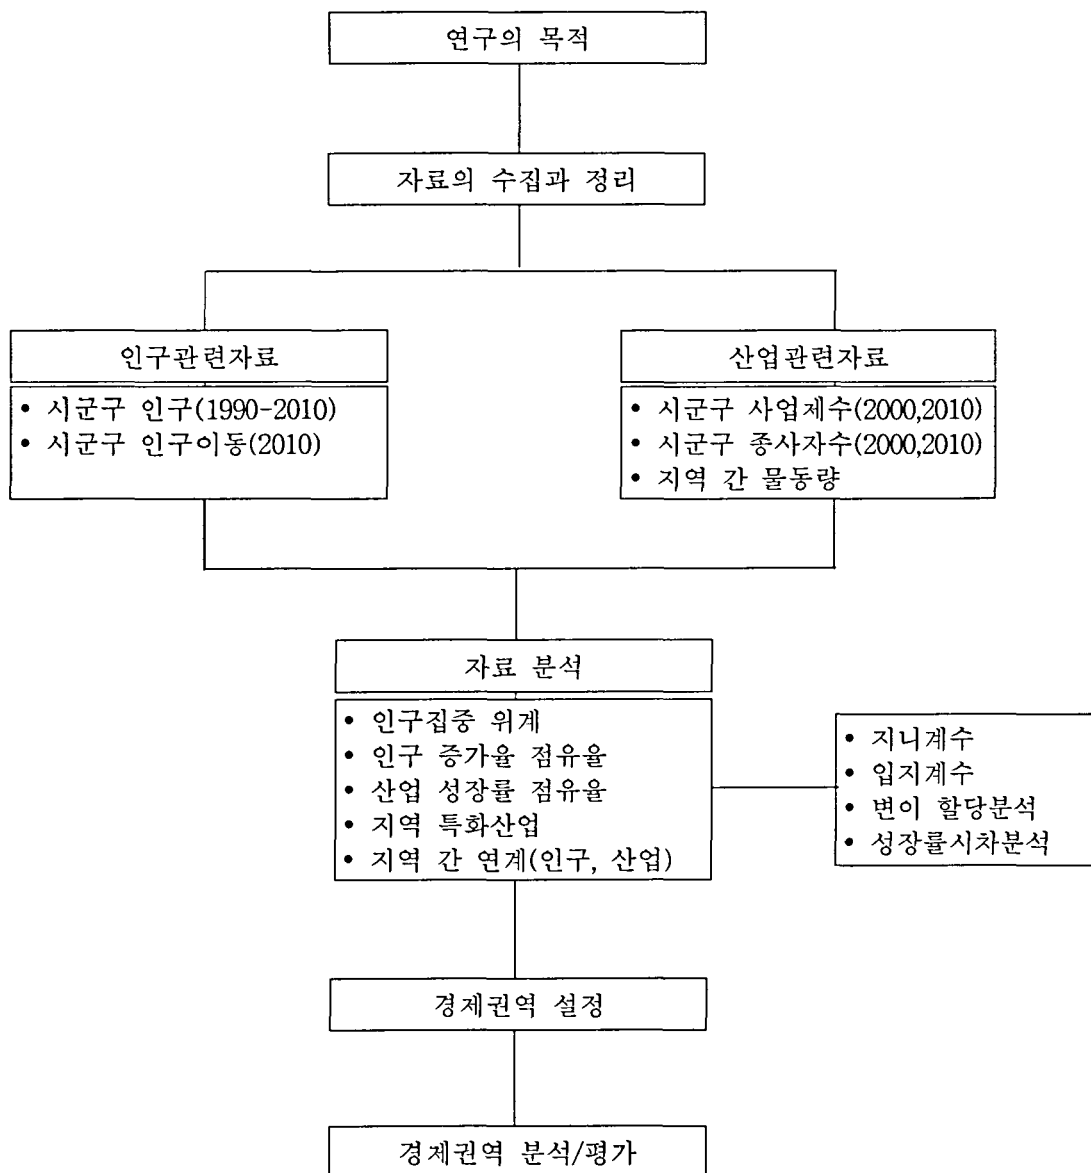 연구의 목적
자료의 수집과 정리
인구관련자료
• 시군구 인구(1990-2010)
• 시군구 인구이동(2010)
산업관련자료
• 시군구 사업제수(2000,2010)
• 시군구 종사자수(2000,2010)
• 지역 간 물동량
자료 분석
• 인구집중 위계
• 인구 증가율 점유율
• 산업 성장률 점유율
• 지역 특화산업
• 지역 간 연계(인구, 산업)
• 지니계수
• 입지계수
• 변이 할당분석
• 성장률시차분석
경제권역 설정
경제권역 분석/평가